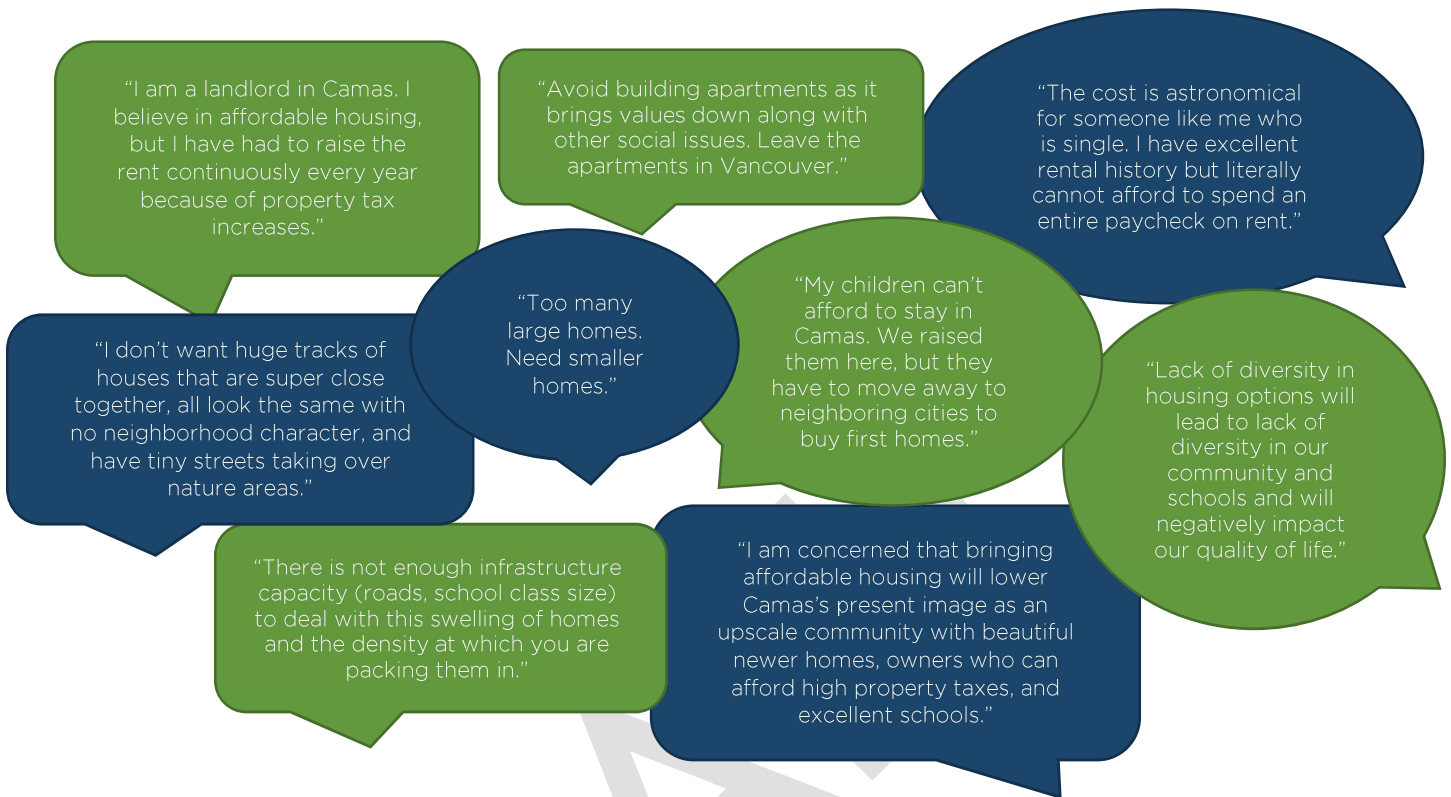 “I am a landlord in Camas. I
believe in affordable housing,
but I have had to raise the
rent continuously every year
because of property tax
increases.”
“Avoid building apartments as it
brings values down along with
other social issues. Leave the
apartments in Vancouver.”
“The cost is astronomical
for someone like me who
is single. I have excellent
rental history but literally
cannot afford to spend an
entire paycheck on rent.”
“I don’t want huge tracks of
houses that are super close
together, all look the same with
no neighborhood character, and
have tiny streets taking over
nature areas.”
“Too many
large homes.
Need smaller
homes.”
“My children can’t
afford to stay in
Camas. We raised
them here, but they
have to move away to
neighboring cities to
buy first homes.”
“Lack of diversity in
housing options will
lead to lack of
diversity in our
community and
schools and will
negatively impact
our quality of life.”
“There is not enough infrastructure
capacity (roads, school class size)
to deal with this swelling of homes
and the density at which you are
packing them in.”
“I am concerned that bringing
affordable housing will lower
Camas’s present image as an
upscale community with beautiful
newer homes, owners who can
afford high property taxes, and
excellent schools.”